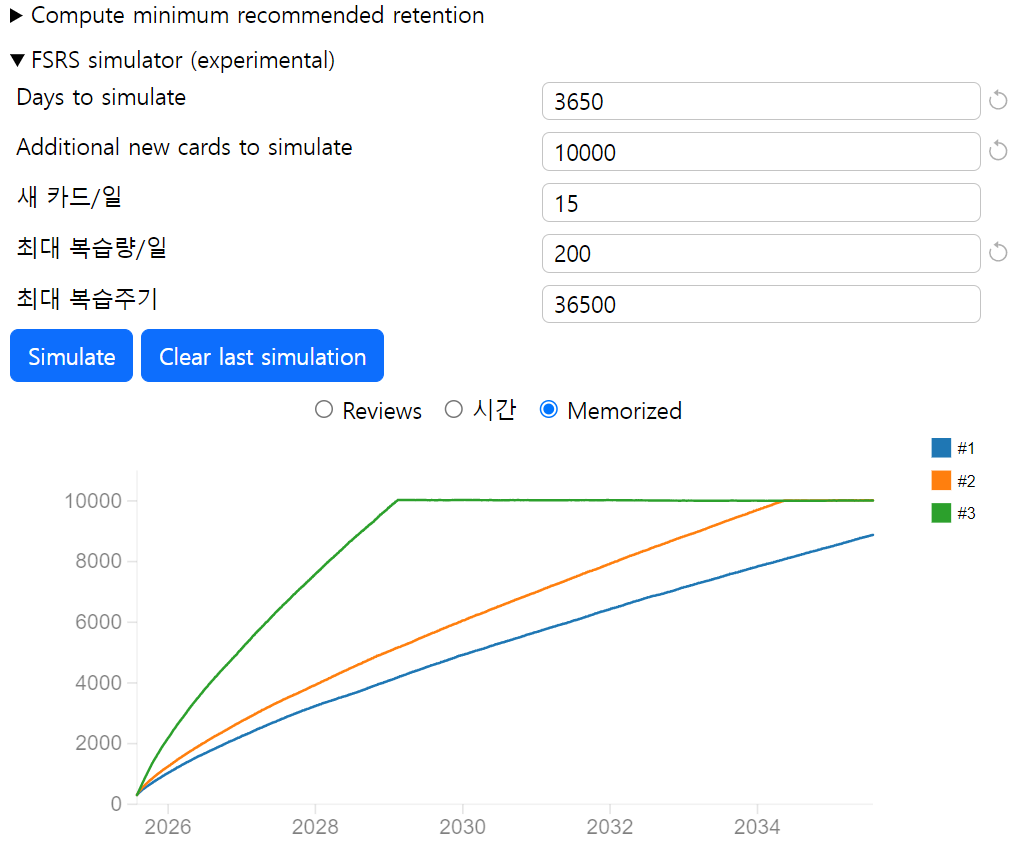 ▶ Compute minimum recommended retention
▼ FSRS simulator (experimental)
Days to simulate 3650
Additional new cards to simulate 10000
새 카드/일 15
최대 복습량/일 200
최대 복습주기 36500
Simulate Clear last simulation
Reviews 시간 Memorized
#1
#2
#3
10000
8000
6000
4000
2000
0
2026 2028 2030 2032 2034